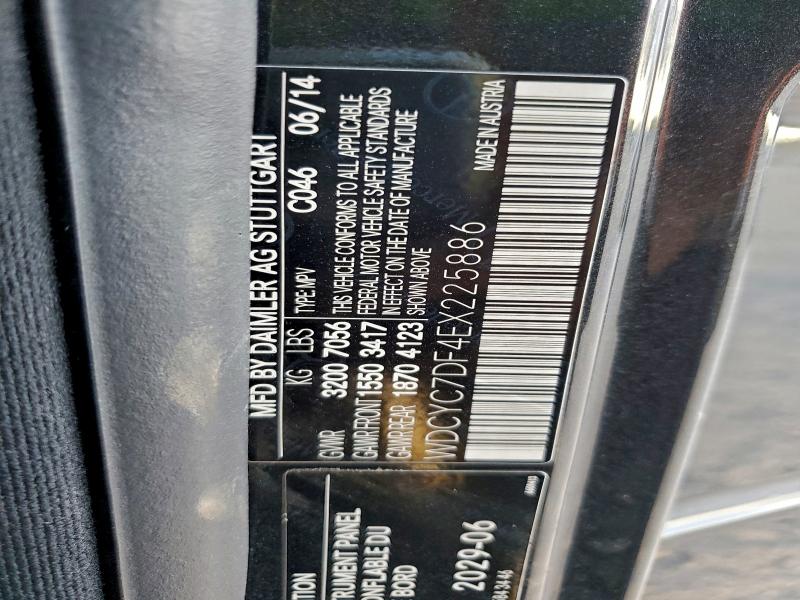 MFD BY DAIMLER AG STUTTGART
KG LBS TYPE: MPV C046 06/14
GVWR 3200 7056
GAWR FRONT 1550 3417
GAWR REAR 1870 4123
THIS VEHICLE CONFORMS TO ALL APPLICABLE
FEDERAL MOTOR VEHICLE SAFETY STANDARDS
IN EFFECT ON THE DATE OF MANUFACTURE
SHOWN ABOVE
WDCYC7DF4EX225886
MADE IN AUSTRIA
TION
TRUMENT PANEL
ONFLABLE DU
BORD
2029-06